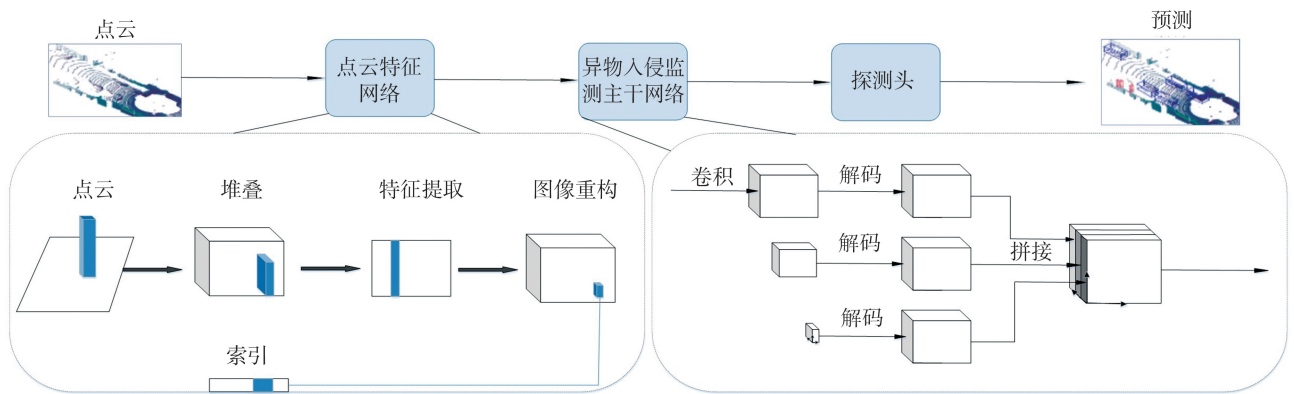 点云
点云特征
网络
异物入侵监
测主干网络
探测头
预测
点云
堆叠
特征提取
图像重构
索引
卷积
解码
解码
拼接
解码